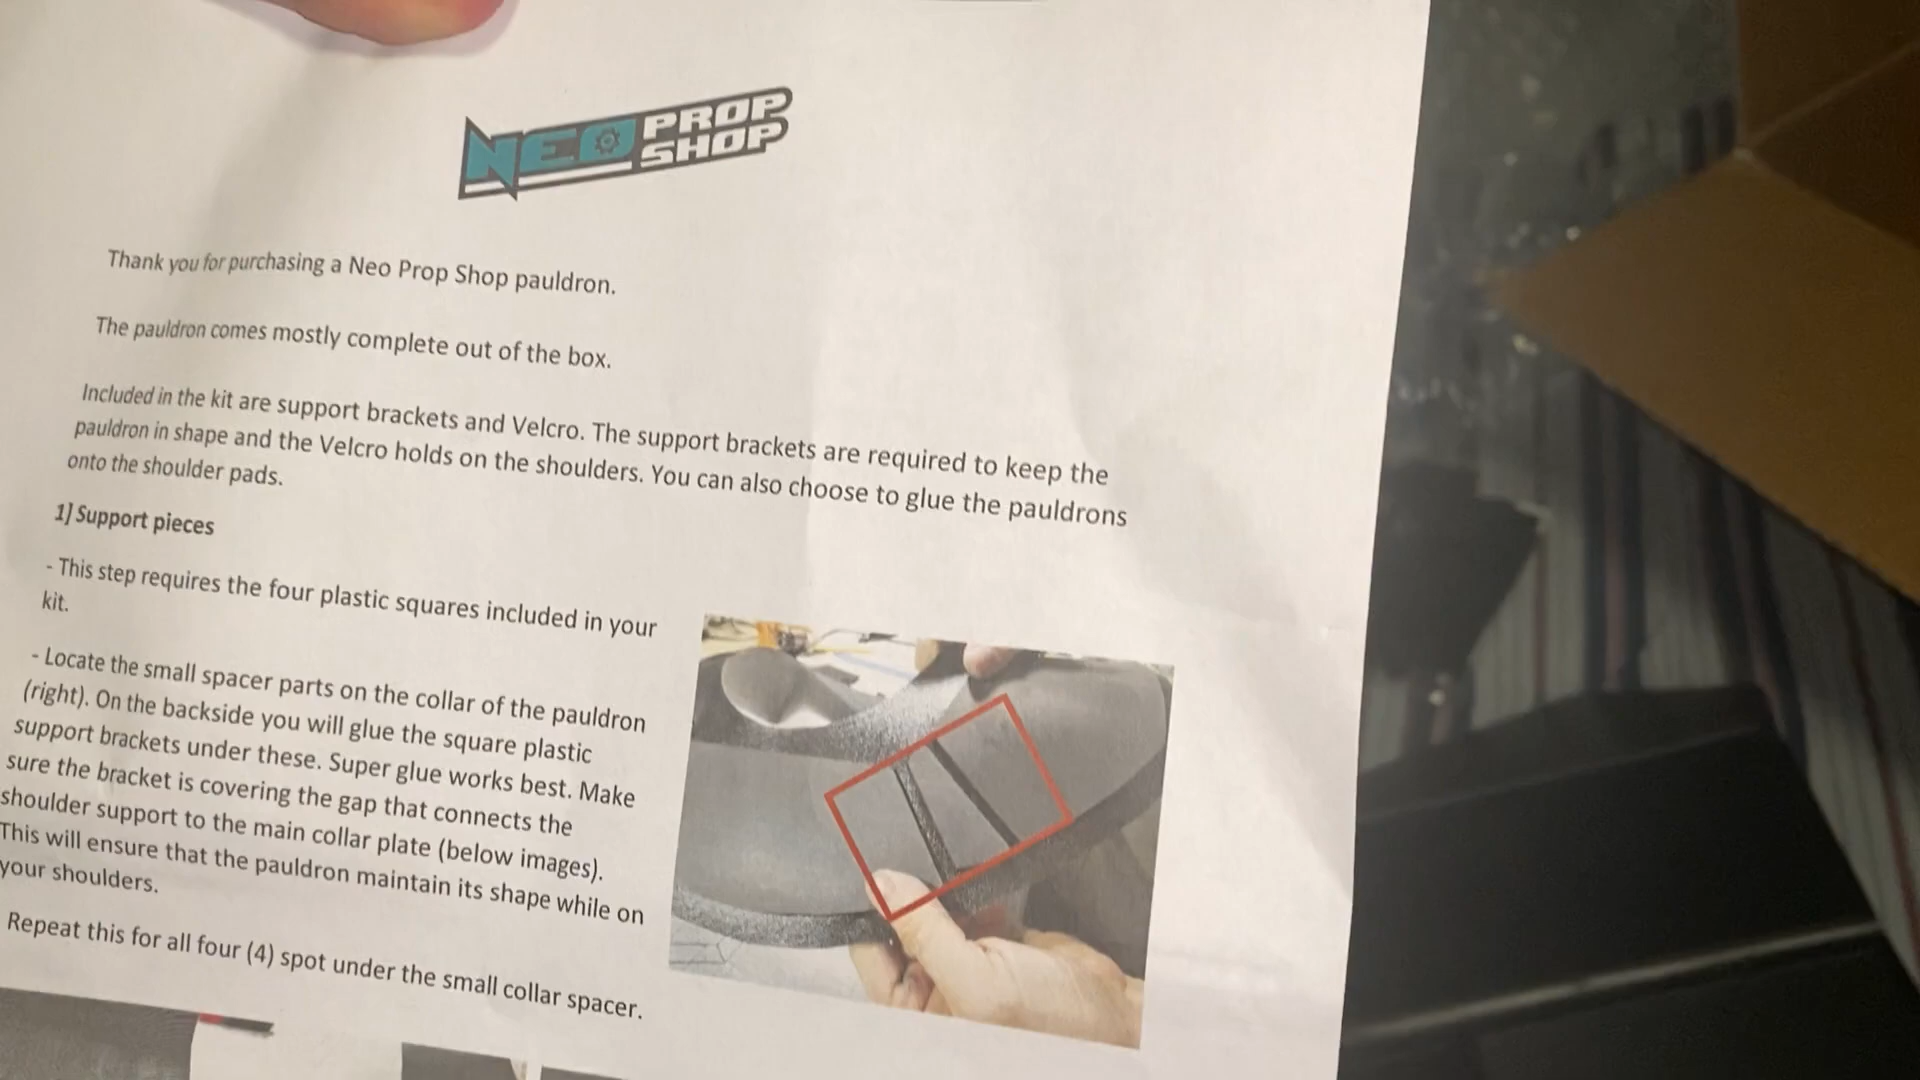 NEO PROP
SHOP
Thank you for purchasing a Neo Prop Shop pauldron.
The pauldron comes mostly complete out of the box.
Included in the kit are support brackets and Velcro. The support brackets are required to keep the
pauldron in shape and the Velcro holds on the shoulders. You can also choose to glue the pauldrons
onto the shoulder pads.
1] Support pieces
- This step requires the four plastic squares included in your
kit.
- Locate the small spacer parts on the collar of the pauldron
(right). On the backside you will glue the square plastic
support brackets under these. Super glue works best. Make
sure the bracket is covering the gap that connects the
shoulder support to the main collar plate (below images).
This will ensure that the pauldron maintain its shape while on
your shoulders.
Repeat this for all four (4) spot under the small collar spacer.